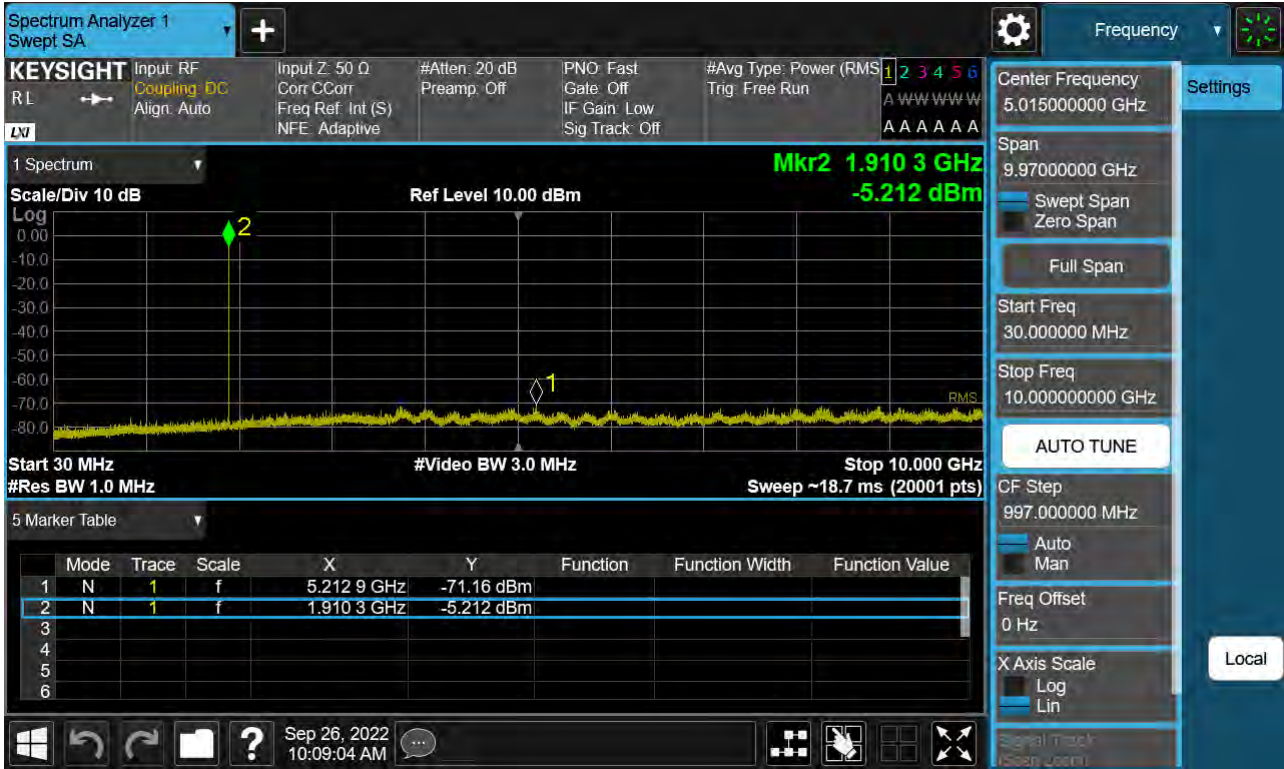 Spectrum Analyzer 1
Swept SA
+
Frequency
KEYSIGHT
RL
LXI
Input: RF
Coupling: DC
Align: Auto
Input Z: 50 Ω
Corr CCorr
Freq Ref: Int (S)
NFE: Adaptive
#Atten: 20 dB
Preamp: Off
PNO: Fast
Gate: Off
IF Gain: Low
Sig Track: Off
#Avg Type: Power (RMS
Trig: Free Run
1 2 3 4 5 6
A W W W W W
A A A A A A
1 Spectrum
Mkr2 1.910 3 GHz
Scale/Div 10 dB
Ref Level 10.00 dBm
-5.212 dBm
Log
0.00
-10.0
-20.0
-30.0
-40.0
-50.0
-60.0
-70.0
-80.0
2
1
RMS
Start 30 MHz
#Video BW 3.0 MHz
Stop 10.000 GHz
#Res BW 1.0 MHz
Sweep ~18.7 ms (20001 pts)
5 Marker Table
Mode Trace Scale X Y Function Function Width Function Value
1 N 1 f 5.212 9 GHz -71.16 dBm
2 N 1 f 1.910 3 GHz -5.212 dBm
3
4
5
6
Sep 26, 2022
10:09:04 AM
Center Frequency
5.015000000 GHz
Settings
Span
9.97000000 GHz
Swept Span
Zero Span
Full Span
Start Freq
30.000000 MHz
Stop Freq
10.000000000 GHz
AUTO TUNE
CF Step
997.000000 MHz
Auto
Man
Freq Offset
0 Hz
X Axis Scale
Log
Lin
Local
Signal Track
(Span Zoom)